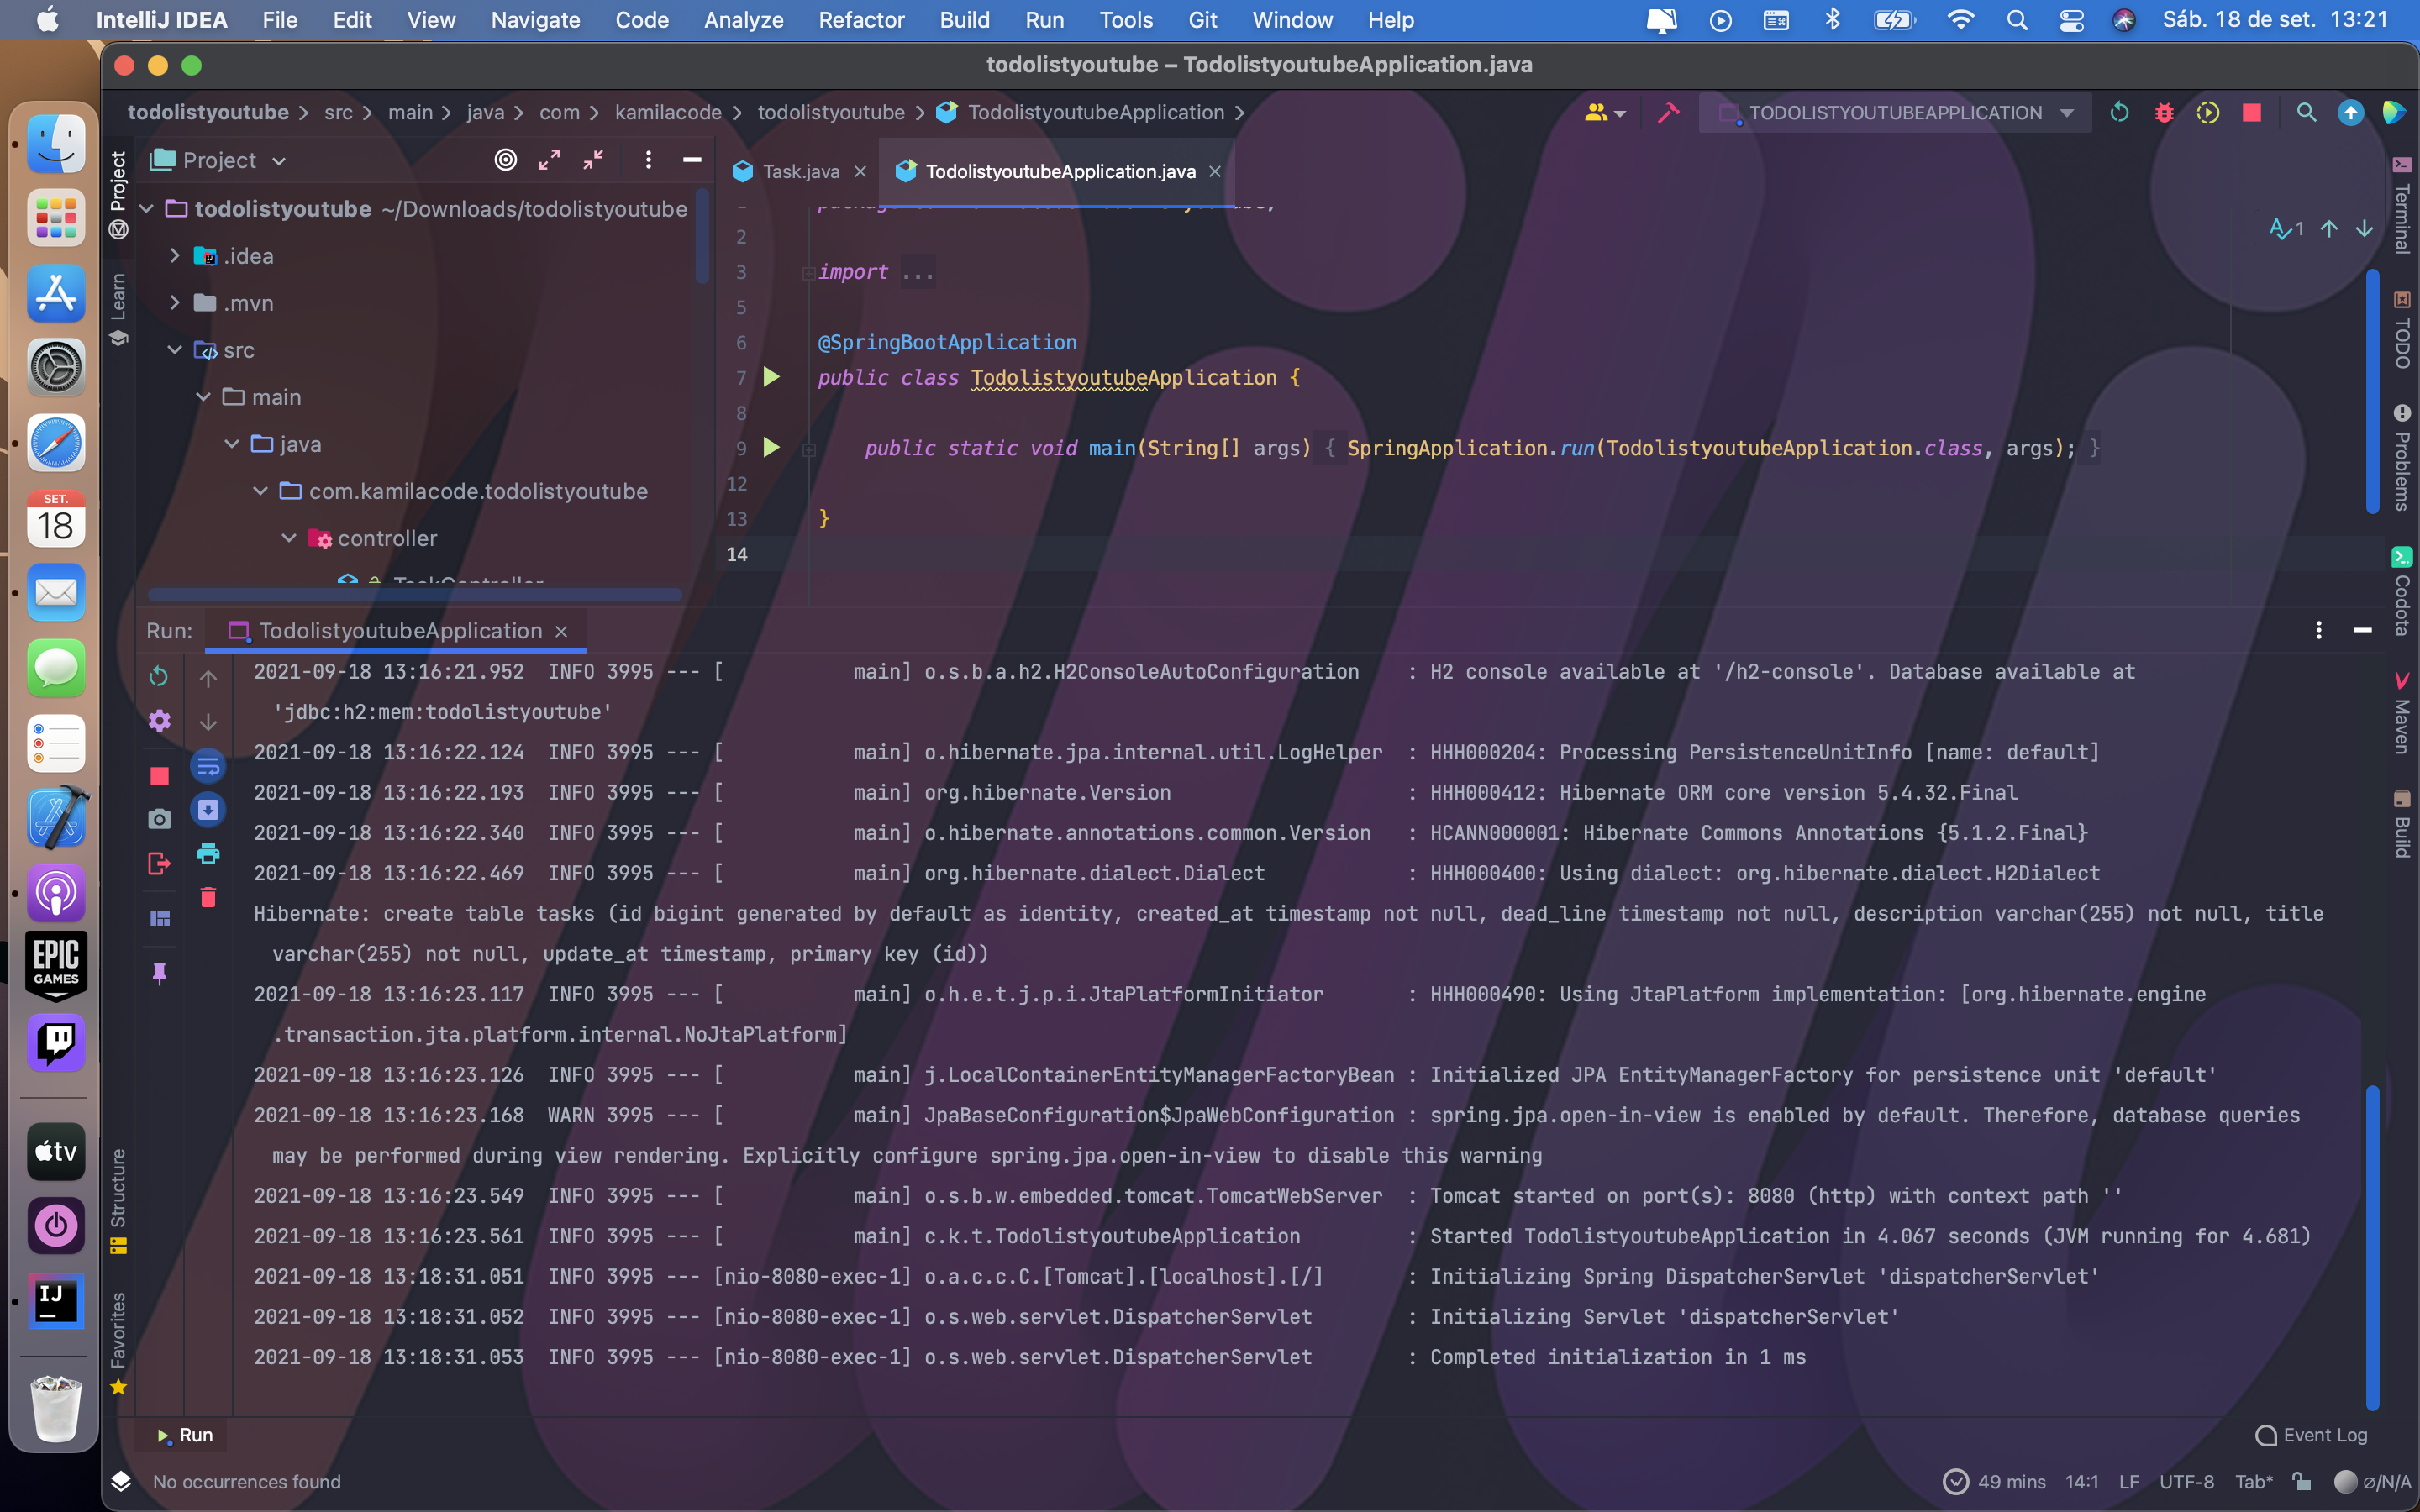 IntelliJ IDEA File Edit View Navigate Code Analyze Refactor Build Run Tools Git Window Help Sáb. 18 de set. 13:21
todolistyoutube – TodolistyoutubeApplication.java
todolistyoutube src main java com kamilacode todolistyoutube TodolistyoutubeApplication TODOLISTYOUTUBEAPPLICATION
Project
Project
Learn
Structure
Favorites
todolistyoutube ~/Downloads/todolistyoutube
.idea
.mvn
src
main
java
com.kamilacode.todolistyoutube
controller
Task.java TodolistyoutubeApplication.java
1
2
3 import ...
5
6 @SpringBootApplication
7 public class TodolistyoutubeApplication {
8
9 public static void main(String[] args) { SpringApplication.run(TodolistyoutubeApplication.class, args); }
12
13 }
14
Terminal
TODO
Problems
Codota
Maven
Build
SET.
18
EPIC
GAMES
tv
IJ
Run: TodolistyoutubeApplication
2021-09-18 13:16:21.952 INFO 3995 --- [ main] o.s.b.a.h2.H2ConsoleAutoConfiguration : H2 console available at '/h2-console'. Database available at
'jdbc:h2:mem:todolistyoutube'
2021-09-18 13:16:22.124 INFO 3995 --- [ main] o.hibernate.jpa.internal.util.LogHelper : HHH000204: Processing PersistenceUnitInfo [name: default]
2021-09-18 13:16:22.193 INFO 3995 --- [ main] org.hibernate.Version : HHH000412: Hibernate ORM core version 5.4.32.Final
2021-09-18 13:16:22.340 INFO 3995 --- [ main] o.hibernate.annotations.common.Version : HCANN000001: Hibernate Commons Annotations {5.1.2.Final}
2021-09-18 13:16:22.469 INFO 3995 --- [ main] org.hibernate.dialect.Dialect : HHH000400: Using dialect: org.hibernate.dialect.H2Dialect
Hibernate: create table tasks (id bigint generated by default as identity, created_at timestamp not null, dead_line timestamp not null, description varchar(255) not null, title
varchar(255) not null, update_at timestamp, primary key (id))
2021-09-18 13:16:23.117 INFO 3995 --- [ main] o.h.e.t.j.p.i.JtaPlatformInitiator : HHH000490: Using JtaPlatform implementation: [org.hibernate.engine
.transaction.jta.platform.internal.NoJtaPlatform]
2021-09-18 13:16:23.126 INFO 3995 --- [ main] j.LocalContainerEntityManagerFactoryBean : Initialized JPA EntityManagerFactory for persistence unit 'default'
2021-09-18 13:16:23.168 WARN 3995 --- [ main] JpaBaseConfiguration$JpaWebConfiguration : spring.jpa.open-in-view is enabled by default. Therefore, database queries
may be performed during view rendering. Explicitly configure spring.jpa.open-in-view to disable this warning
2021-09-18 13:16:23.549 INFO 3995 --- [ main] o.s.b.w.embedded.tomcat.TomcatWebServer : Tomcat started on port(s): 8080 (http) with context path ''
2021-09-18 13:16:23.561 INFO 3995 --- [ main] c.k.t.TodolistyoutubeApplication : Started TodolistyoutubeApplication in 4.067 seconds (JVM running for 4.681)
2021-09-18 13:18:31.051 INFO 3995 --- [nio-8080-exec-1] o.a.c.c.C.[Tomcat].[localhost].[/] : Initializing Spring DispatcherServlet 'dispatcherServlet'
2021-09-18 13:18:31.052 INFO 3995 --- [nio-8080-exec-1] o.s.web.servlet.DispatcherServlet : Initializing Servlet 'dispatcherServlet'
2021-09-18 13:18:31.053 INFO 3995 --- [nio-8080-exec-1] o.s.web.servlet.DispatcherServlet : Completed initialization in 1 ms
Run Event Log
No occurrences found 49 mins 14:1 LF UTF-8 Tab* ∅/N/A